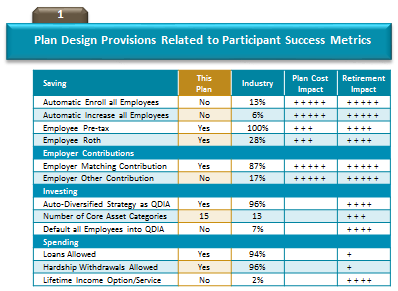 1
Plan Design Provisions Related to Participant Success Metrics
Saving This Plan Industry Plan Cost Impact Retirement Impact
Automatic Enroll all Employees No 13% +++++ +++++
Automatic Increase all Employees No 6% +++++ +++++
Employee Pre-tax Yes 100% +++ ++++
Employee Roth Yes 28% +++ ++++
Employer Contributions
Employer Matching Contribution Yes 87% +++++ +++++
Employer Other Contribution No 17% +++++ +++++
Investing
Auto-Diversified Strategy as QDIA Yes 96% ++++
Number of Core Asset Categories 15 13 +++
Default all Employees into QDIA No 7% ++++
Spending
Loans Allowed Yes 94% +
Hardship Withdrawals Allowed Yes 96% +
Lifetime Income Option/Service No 2% ++++